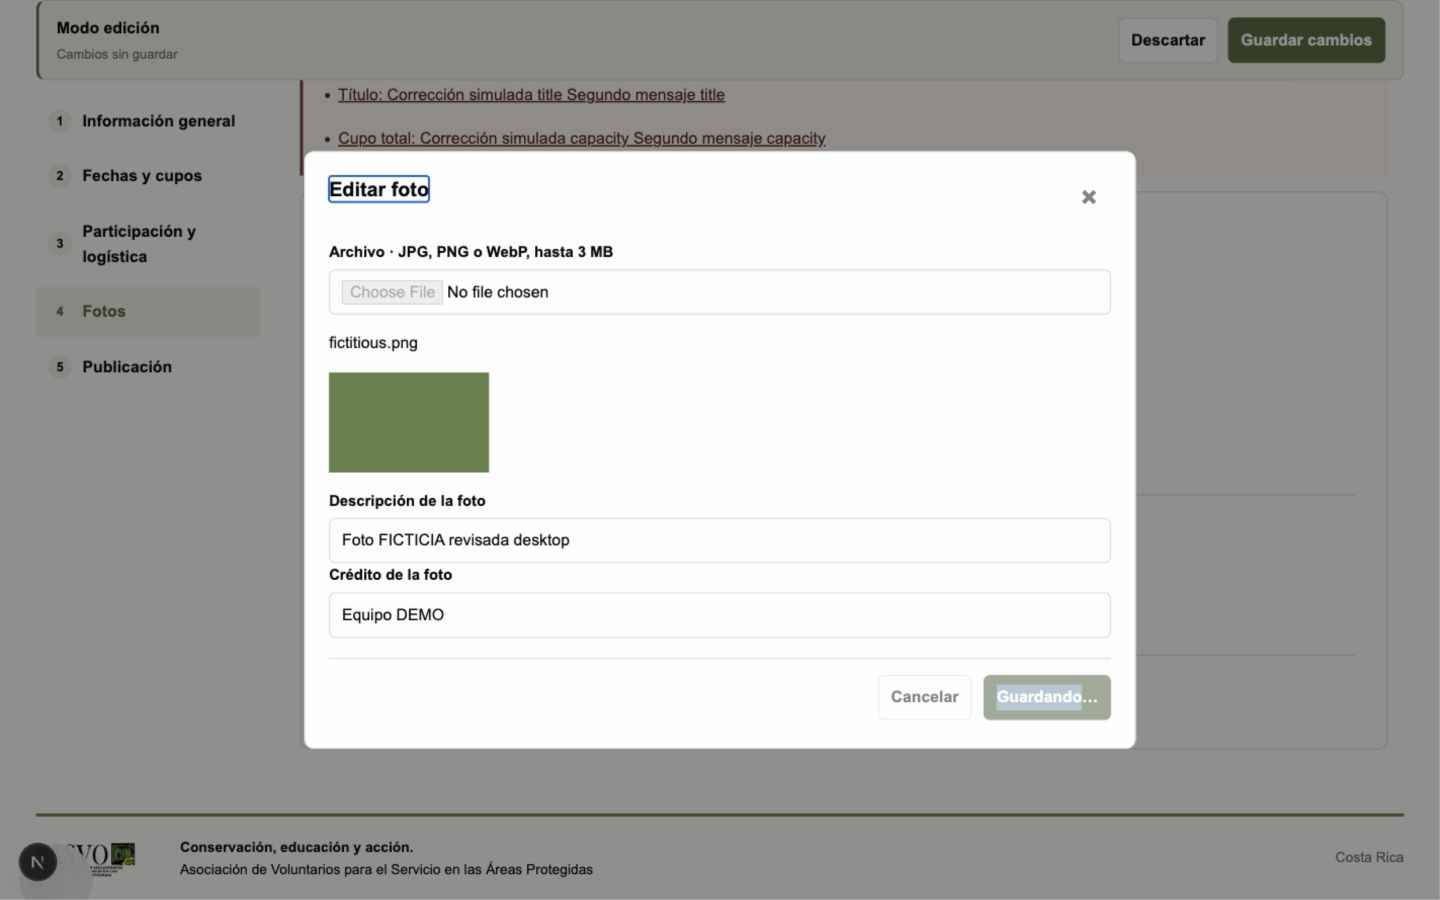 Modo edición
Cambios sin guardar
Descartar
Guardar cambios
1 Información general
2 Fechas y cupos
3 Participación y
logística
4 Fotos
5 Publicación
• Título: Corrección simulada title Segundo mensaje title
• Cupo total: Corrección simulada capacity Segundo mensaje capacity
Editar foto
×
Archivo · JPG, PNG o WebP, hasta 3 MB
Choose File No file chosen
fictitious.png
Descripción de la foto
Foto FICTICIA revisada desktop
Crédito de la foto
Equipo DEMO
Cancelar
Guardando...
N
SVO
Conservación, educación y acción.
Asociación de Voluntarios para el Servicio en las Áreas Protegidas
Costa Rica